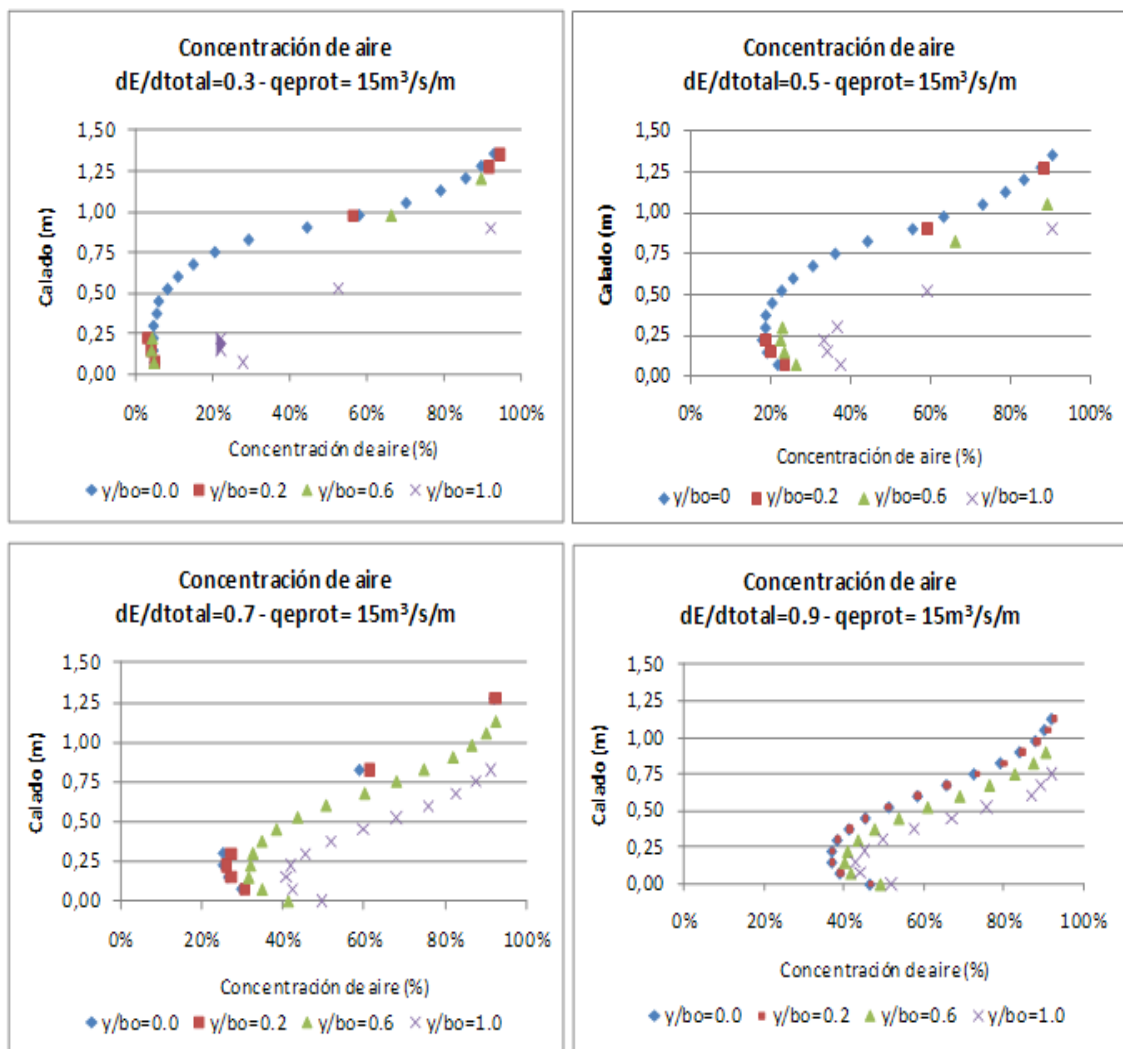 Concentración de aire
dE/dtotal=0.3 - qeprot= 15m³/s/m
Calado (m)
1,50
1,25
1,00
0,75
0,50
0,25
0,00
0% 20% 40% 60% 80% 100%
Concentración de aire (%)
y/bo=0.0 y/bo=0.2 y/bo=0.6 y/bo=1.0
Concentración de aire
dE/dtotal=0.5 - qeprot= 15m³/s/m
Calado (m)
1,50
1,25
1,00
0,75
0,50
0,25
0,00
0% 20% 40% 60% 80% 100%
Concentración de aire (%)
y/bo=0 y/bo=0.2 y/bo=0.6 y/bo=1.0
Concentración de aire
dE/dtotal=0.7 - qeprot= 15m³/s/m
Calado (m)
1,50
1,25
1,00
0,75
0,50
0,25
0,00
0% 20% 40% 60% 80% 100%
Concentración de aire (%)
y/bo=0.0 y/bo=0.2 y/bo=0.6 y/bo=1.0
Concentración de aire
dE/dtotal=0.9 - qeprot= 15m³/s/m
Calado (m)
1,50
1,25
1,00
0,75
0,50
0,25
0,00
0% 20% 40% 60% 80% 100%
Concentración de aire (%)
y/bo=0.0 y/bo=0.2 y/bo=0.6 y/bo=1.0